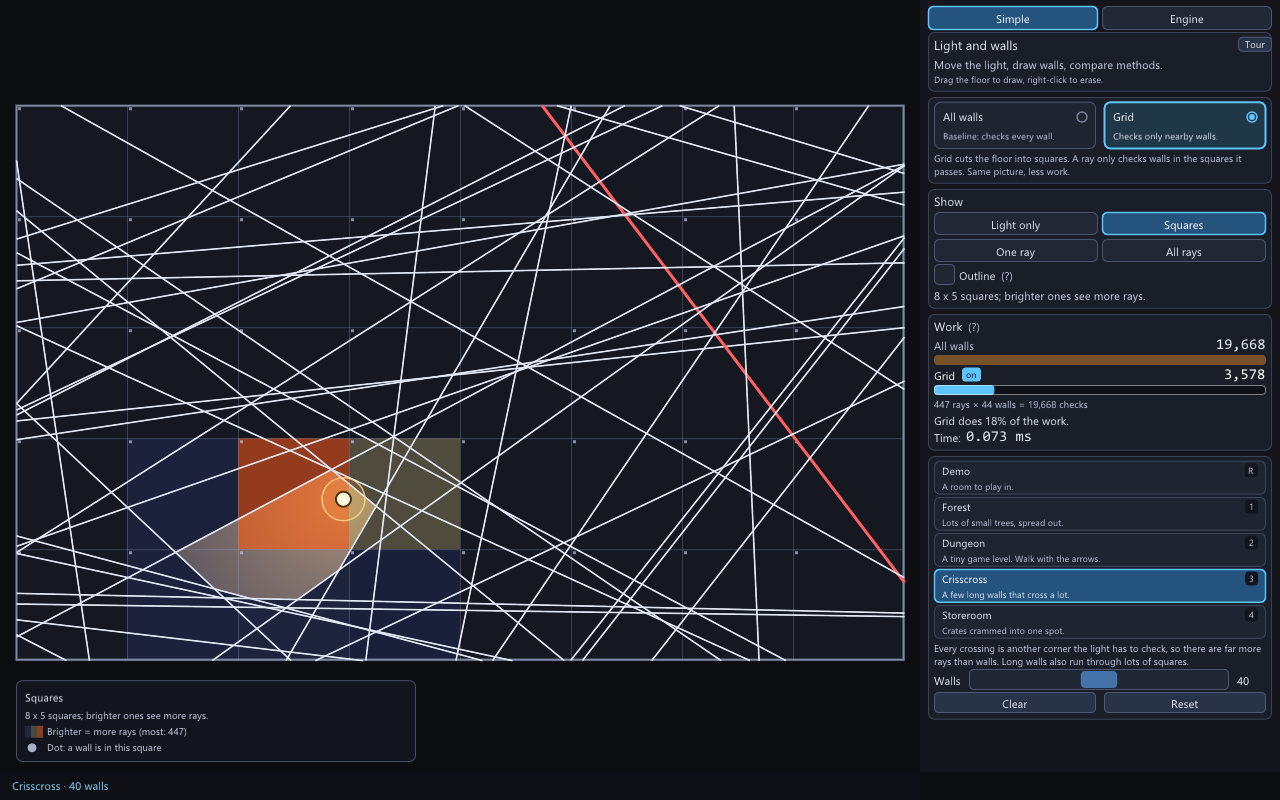 Simple
Engine
Light and walls
Tour
Move the light, draw walls, compare methods.
Drag the floor to draw, right-click to erase.
All walls
Baseline: checks every wall.
Grid
Checks only nearby walls.
Grid cuts the floor into squares. A ray only checks walls in the squares it
passes. Same picture, less work.
Show
Light only
Squares
One ray
All rays
Outline (?)
8 x 5 squares; brighter ones see more rays.
Work (?)
All walls 19,668
Grid on 3,578
447 rays × 44 walls = 19,668 checks
Grid does 18% of the work.
Time: 0.073 ms
Demo R
A room to play in.
Forest 1
Lots of small trees, spread out.
Dungeon 2
A tiny game level. Walk with the arrows.
Crisscross 3
A few long walls that cross a lot.
Storeroom 4
Crates crammed into one spot.
Every crossing is another corner the light has to check, so there are far more
rays than walls. Long walls also run through lots of squares.
Walls 40
Clear
Reset
Squares
8 x 5 squares; brighter ones see more rays.
Brighter = more rays (most: 447)
Dot: a wall is in this square
Crisscross · 40 walls